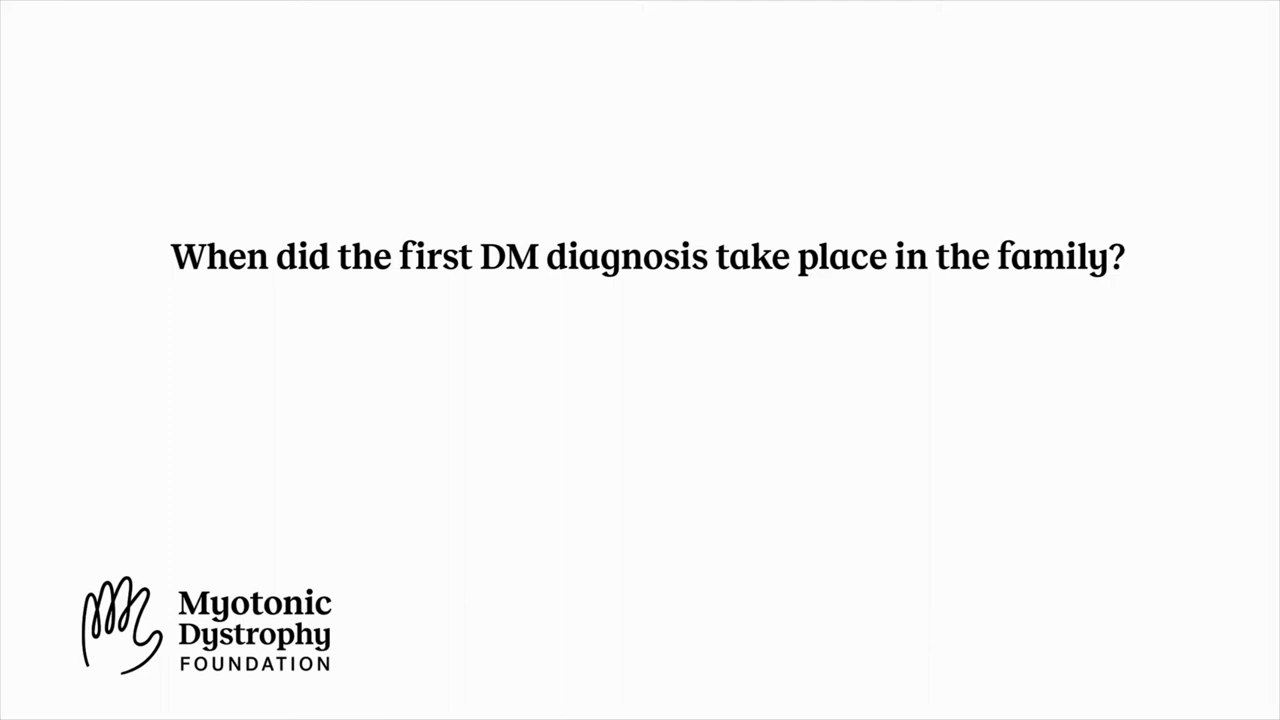 When did the first DM diagnosis take place in the family?
Myotonic
Dystrophy
FOUNDATION